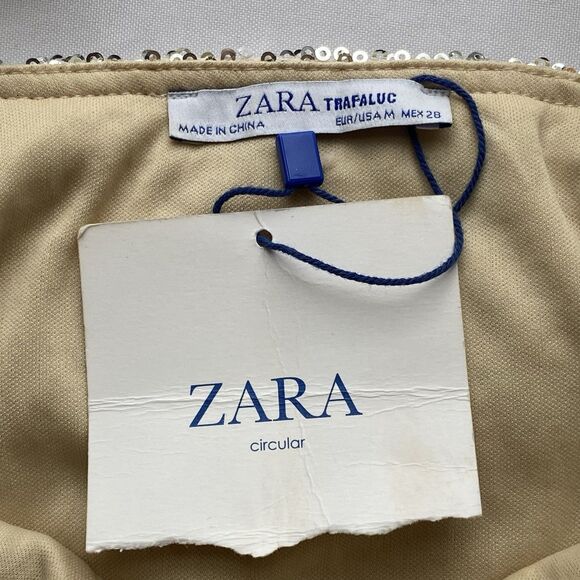 ZARA TRAFALUC
MADE IN CHINA EUR/USA M MEX 28
ZARA
circular